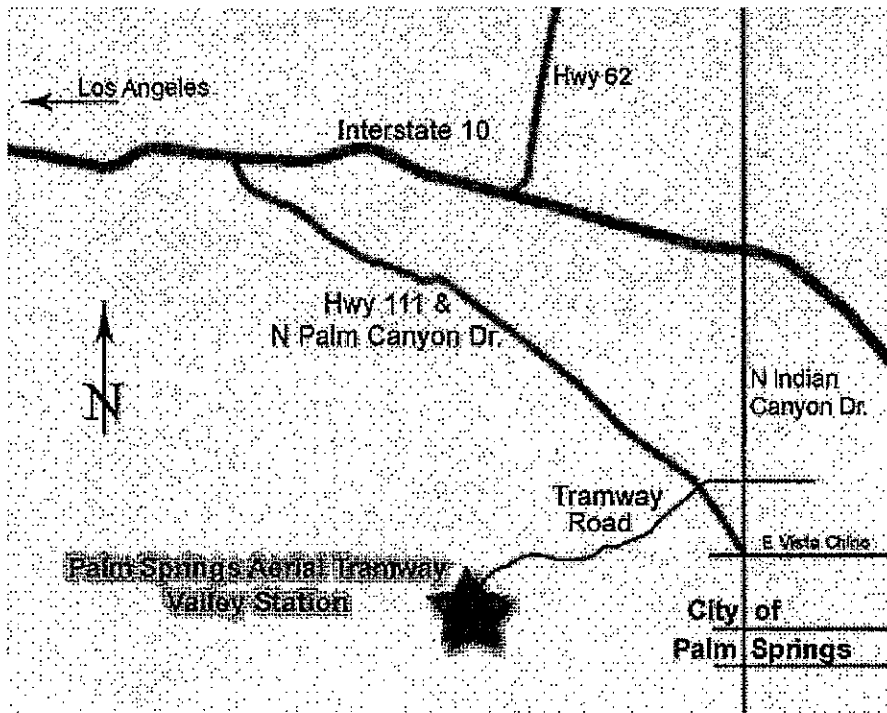 Los Angeles
Hwy 62
Interstate 10
Hwy 111 &
N Palm Canyon Dr.
N
N Indian
Canyon Dr.
Tramway
Road
E Vista Chino
Palm Springs Aerial Tramway
Valley Station
City of
Palm Springs